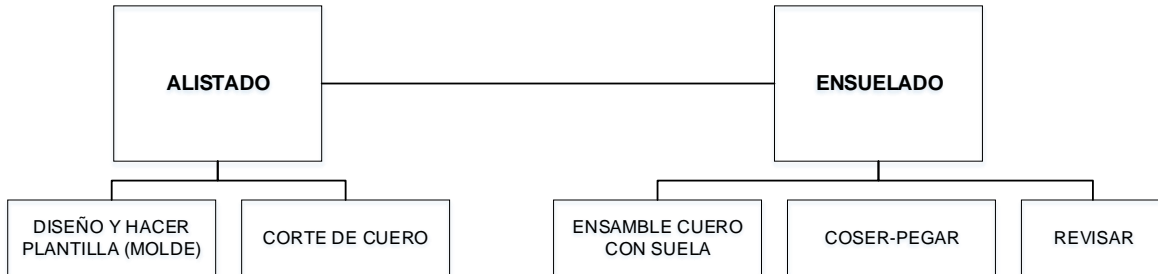 ALISTADO
ENSUELADO
DISEÑO Y HACER
PLANTILLA (MOLDE)
CORTE DE CUERO
ENSAMBLE CUERO
CON SUELA
COSER-PEGAR
REVISAR